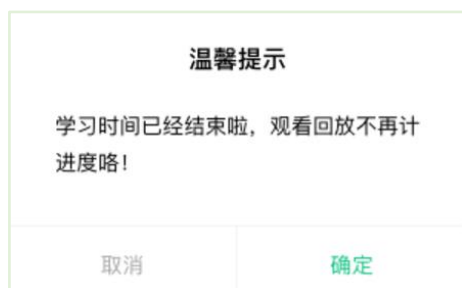 温馨提示
学习时间已经结束啦，观看回放不再计
进度咯！
取消
确定